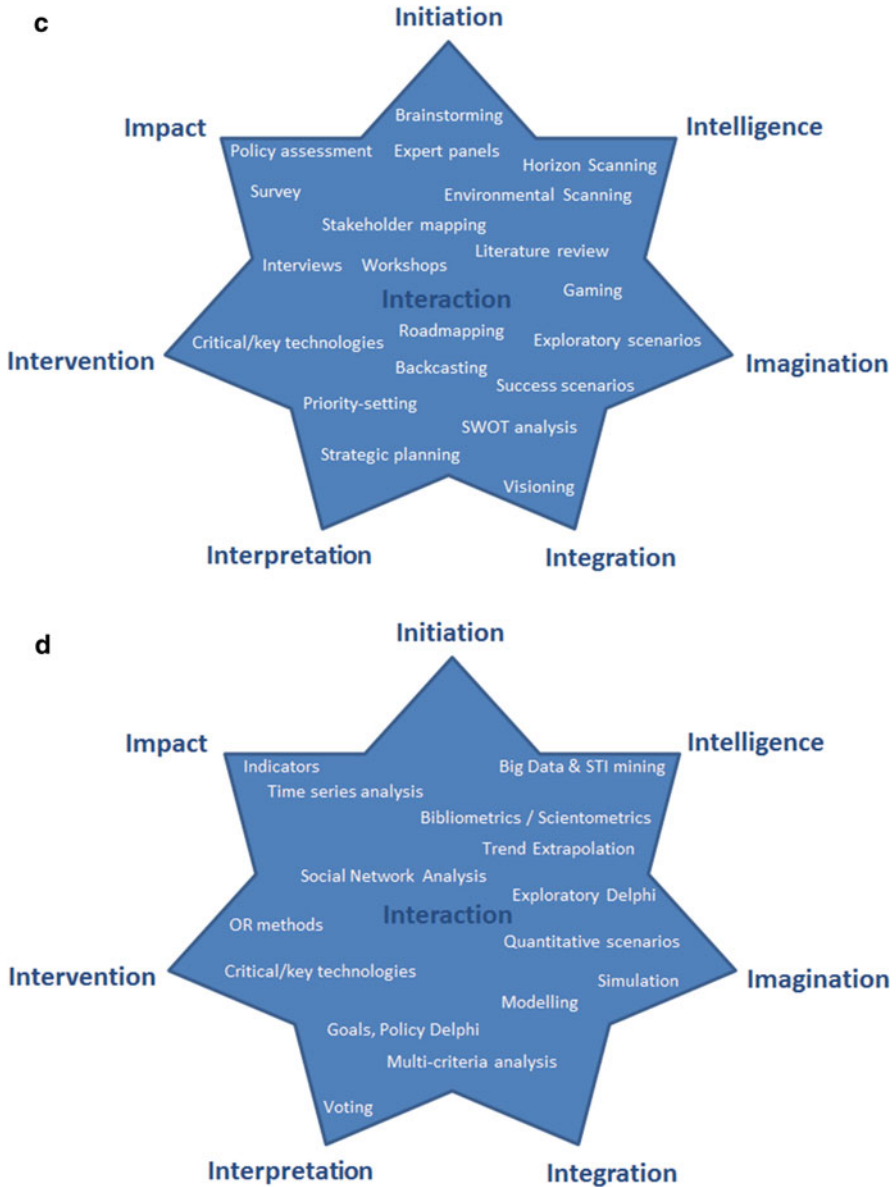 c
Initiation
Impact
Intelligence
Brainstorming
Policy assessment
Expert panels
Horizon Scanning
Survey
Environmental Scanning
Stakeholder mapping
Literature review
Interviews
Workshops
Gaming
Interaction
Critical/key technologies
Roadmapping
Exploratory scenarios
Intervention
Imagination
Backcasting
Success scenarios
Priority-setting
SWOT analysis
Strategic planning
Visioning
Interpretation
Integration
d
Initiation
Impact
Intelligence
Indicators
Big Data & STI mining
Time series analysis
Bibliometrics / Scientometrics
Trend Extrapolation
Social Network Analysis
Exploratory Delphi
Interaction
OR methods
Quantitative scenarios
Intervention
Critical/key technologies
Simulation
Imagination
Modelling
Goals, Policy Delphi
Multi-criteria analysis
Voting
Interpretation
Integration